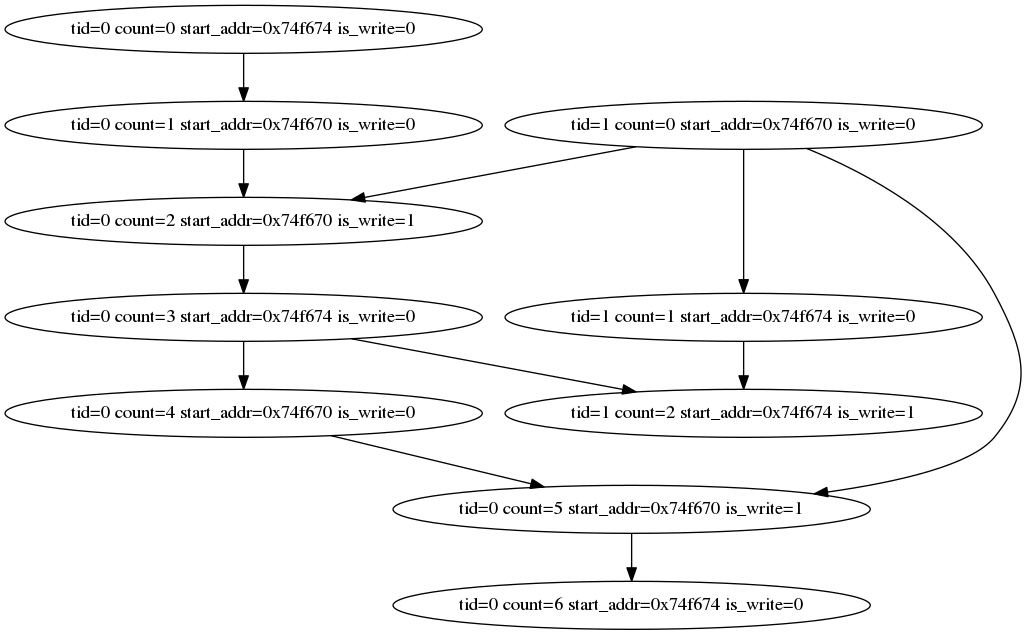 tid=0 count=0 start_addr=0x74f674 is_write=0
tid=0 count=1 start_addr=0x74f670 is_write=0
tid=1 count=0 start_addr=0x74f670 is_write=0
tid=0 count=2 start_addr=0x74f670 is_write=1
tid=0 count=3 start_addr=0x74f674 is_write=0
tid=1 count=1 start_addr=0x74f674 is_write=0
tid=0 count=4 start_addr=0x74f670 is_write=0
tid=1 count=2 start_addr=0x74f674 is_write=1
tid=0 count=5 start_addr=0x74f670 is_write=1
tid=0 count=6 start_addr=0x74f674 is_write=0